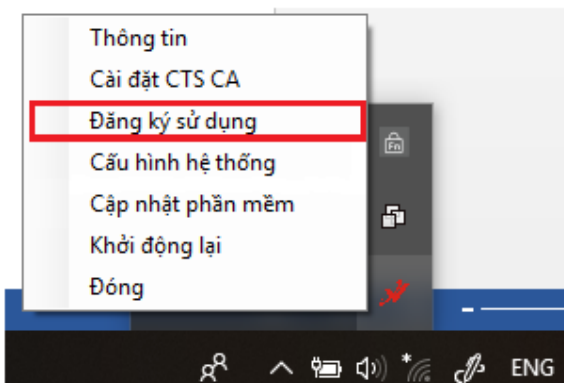 Thông tin
Cài đặt CTS CA
Đăng ký sử dụng
Cấu hình hệ thống
Cập nhật phần mềm
Khởi động lại
Đóng
Fn
ENG